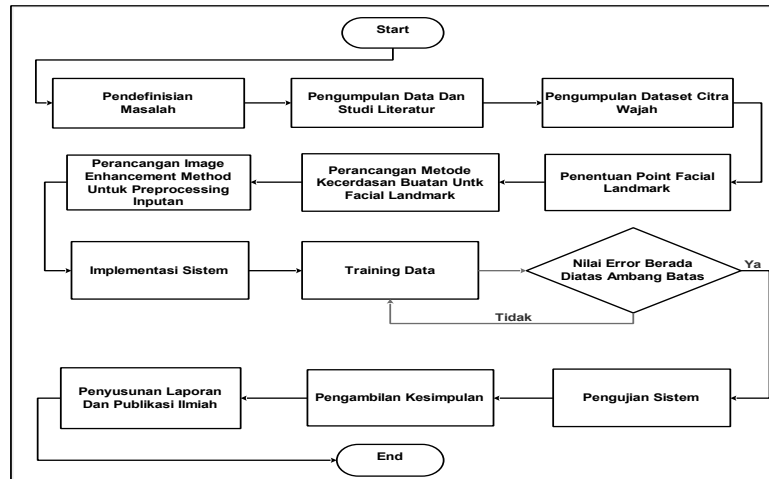 Start
Pendefinisian
Masalah
Pengumpulan Data Dan
Studi Literatur
Pengumpulan Dataset Citra
Wajah
Penentuan Point Facial
Landmark
Perancangan Metode
Kecerdasan Buatan Untk
Facial Landmark
Perancangan Image
Enhancement Method
Untuk Preprocessing
Inputan
Implementasi Sistem
Training Data
Nilai Error Berada
Diatas Ambang Batas
Ya
Tidak
Pengujian Sistem
Pengambilan Kesimpulan
Penyusunan Laporan
Dan Publikasi Ilmiah
End